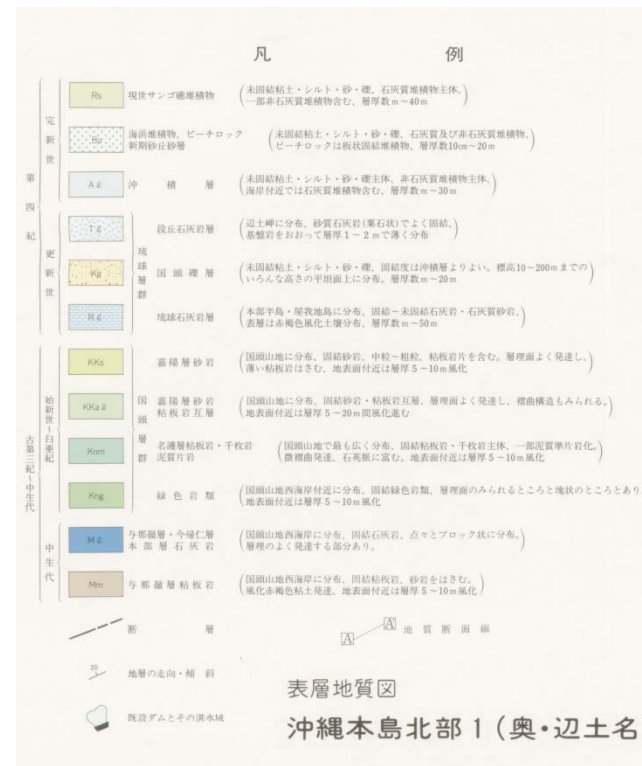 凡 例
第四紀
完新世
Rs 現世サンゴ礁堆積物 (未固結粘土・シルト・砂・礫、石灰質堆積物主体、
一部非石灰質堆積物含む、層厚数m〜40m)
Bp 海浜堆積物、ビーチロック
新期砂丘砂層
(未固結粘土・シルト・砂・礫、石灰質及び非石灰質堆積物、
ビーチロックは板状固結堆積物、層厚数10cm〜20m)
Aℓ 沖積層 (未固結粘土・シルト・砂・礫主体、非石灰質堆積物主体、
海岸付近では石灰質堆積物含む、層厚数m〜30m)
更新世
琉球層群
Tℓ 段丘石灰岩層 (辺土岬に分布、砂質石灰岩(葉石状)でよく固結、
基盤岩をおおって層厚1〜2mで薄く分布)
Kg 国頭礫層 (未固結粘土・シルト・砂・礫、固結度は沖積層よりよい。標高10〜200mまでの
いろんな高さの平坦面上に分布。層厚数m〜20m)
Rℓ 琉球石灰岩層 (本部半島・屋我地島に分布、固結〜未固結石灰岩・石灰質砂岩、
表層は赤褐色風化土壌分布、層厚数m〜50m)
古第三紀〜中生代
始新世〜白亜紀
国頭層群
KKs 嘉陽層砂岩 (国頭山地に分布、固結砂岩、中粒〜粗粒、粘板岩片を含む。層理面よく発達し、
薄い粘板岩はさむ、地表面付近は層厚5〜10m風化)
KKaℓ 嘉陽層砂岩
粘板岩互層
(国頭山地に分布、固結砂岩・粘板岩互層、層理面よく発達し、褶曲構造もみられる。
地表面付近は層厚5〜20m間風化進む)
Knm 名護層粘板岩・千枚岩
泥質片岩
(国頭山地で最も広く分布、固結粘板岩・千枚岩主体、一部泥質準片岩化。
微褶曲発達、石英脈に富む。地表面付近は層厚5〜10m風化)
Kng 緑色岩類 (国頭山地西海岸付近に分布、固結緑色岩類、層理面のみられるところと塊状のところとあり
地表面付近は層厚5〜10m風化)
中生代
Mℓ 与那嶺層・今帰仁層
本部層石灰岩
(国頭山地西海岸に分布、固結石灰岩、点々とブロック状に分布。
層理のよく発達する部分あり。)
Mm 与那嶺層粘板岩 (国頭山地西海岸に分布、固結粘板岩、砂岩をはさむ。
風化赤褐色粘土発達、地表面付近は層厚5〜10m風化)
断層
A A 地質断面線
20 地層の走向・傾斜
既設ダムとその湛水域
表層地質図
沖縄本島北部1(奥・辺土名